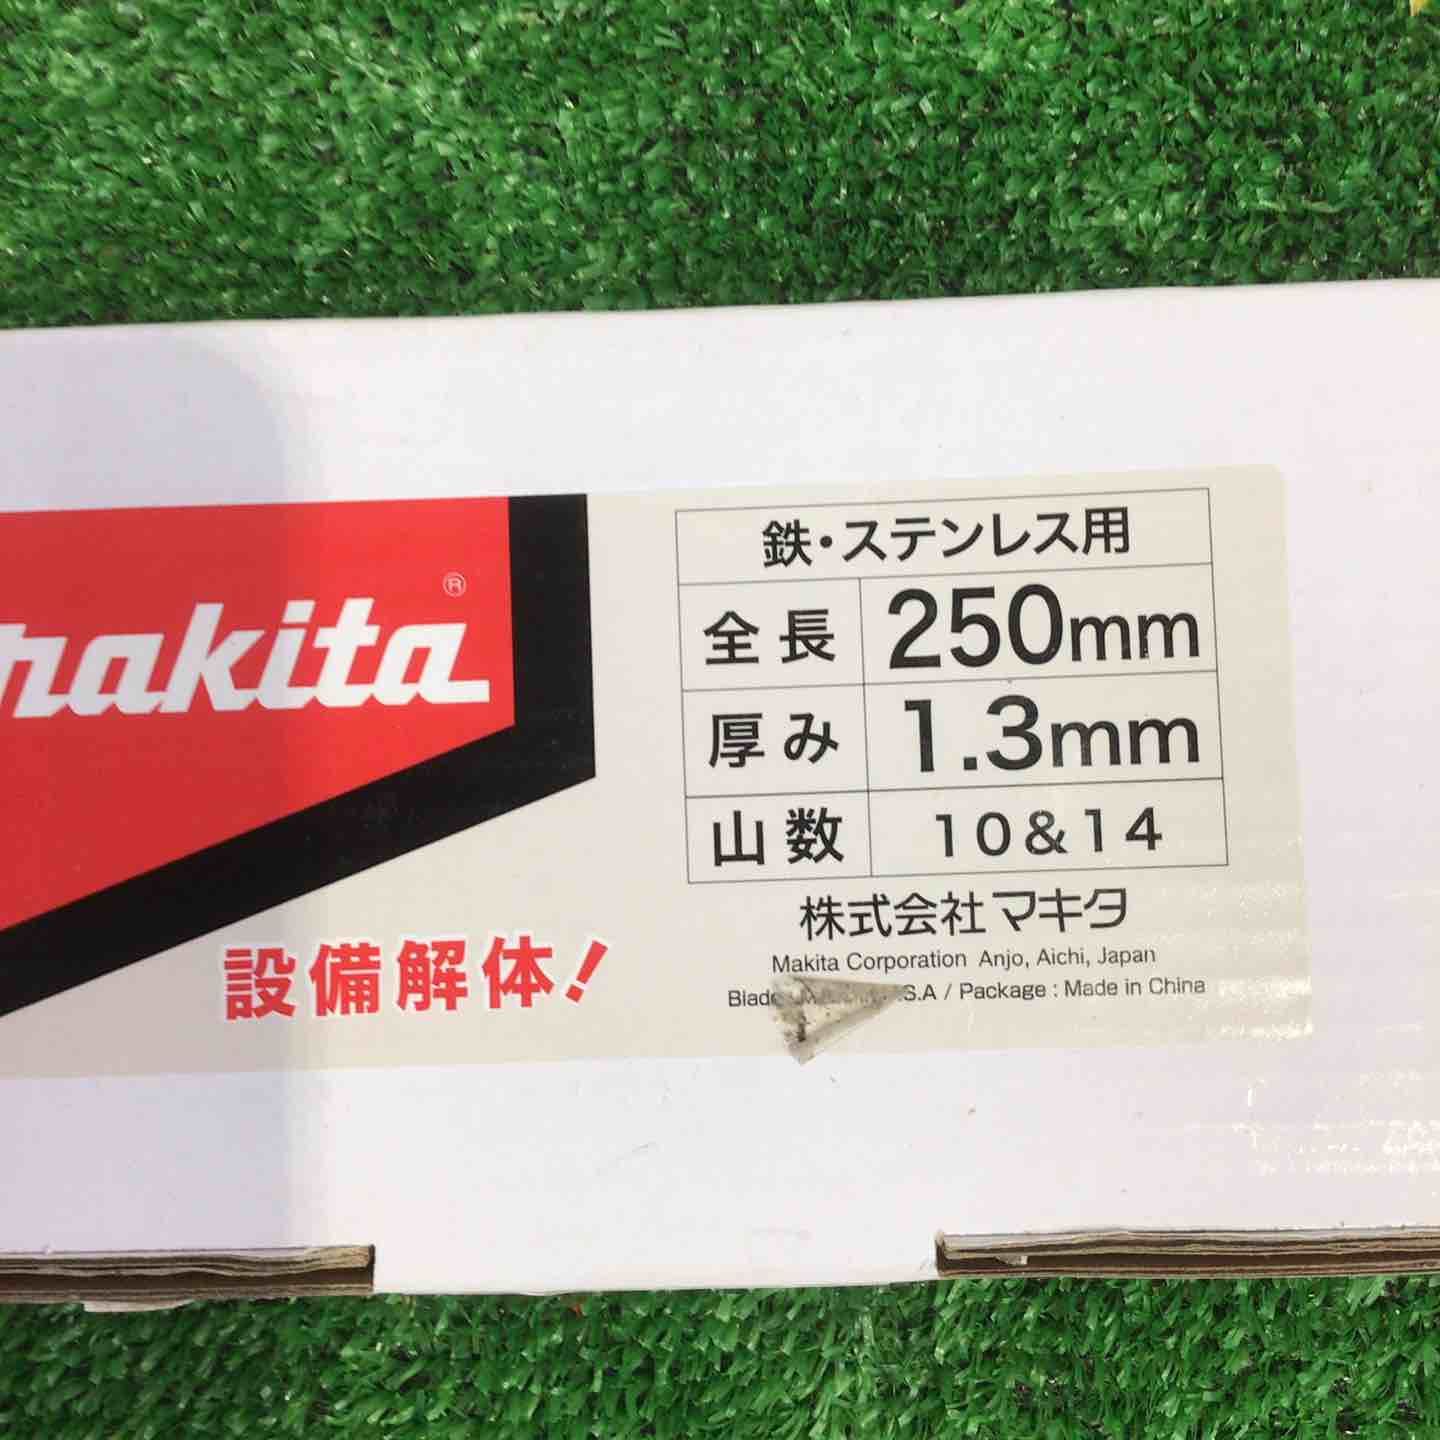 makita®
設備解体!
鉄・ステンレス用
全長 250mm
厚み 1.3mm
山数 10&14
株式会社マキタ
Makita Corporation Anjo, Aichi, Japan
.S.A / Package : Made in China